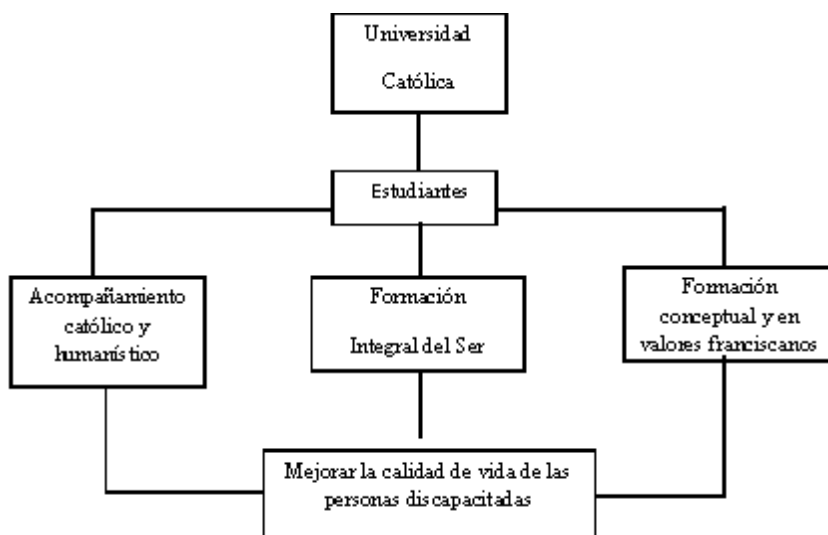 Universidad
Católica
Estudiantes
Acompañamiento
católico y
humanístico
Formación
Integral del Ser
Formación
conceptual y en
valores franciscanos
Mejorar la calidad de vida de las
personas discapacitadas